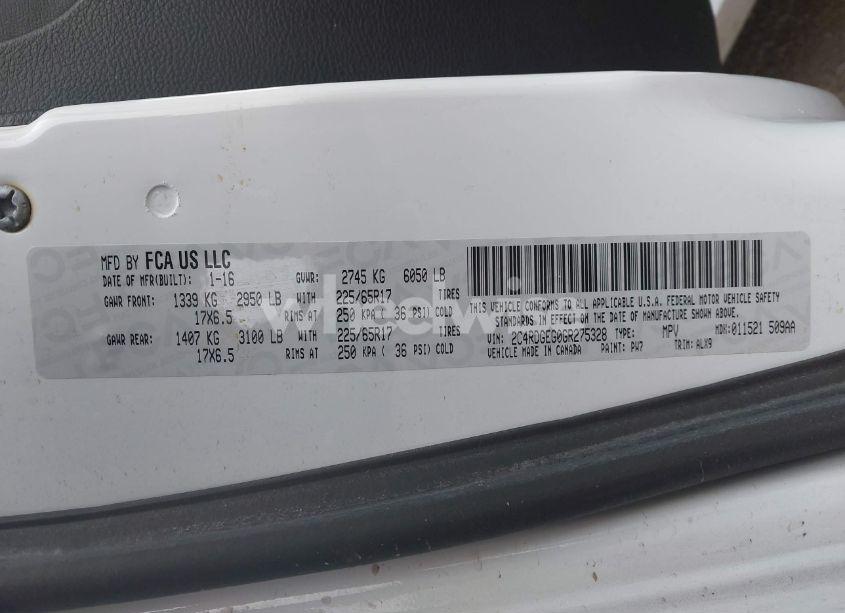 MFD BY FCA US LLC
DATE OF MFR(BUILT): 1-16 GVWR: 2745 KG 6050 LB
GAWR FRONT: 1339 KG 2950 LB WITH 225/65R17 TIRES
17X6.5 RIMS AT 250 KPA ( 36 PSI) COLD
GAWR REAR: 1407 KG 3100 LB WITH 225/65R17 TIRES
17X6.5 RIMS AT 250 KPA ( 36 PSI) COLD
THIS VEHICLE CONFORMS TO ALL APPLICABLE U.S.A. FEDERAL MOTOR VEHICLE SAFETY
STANDARDS IN EFFECT ON THE DATE OF MANUFACTURE SHOWN ABOVE.
VIN: 2C4RDGEG0GR275328 TYPE: MPV MDH: 011521 509AA
VEHICLE MADE IN CANADA PAINT: PW7 TRIM: ALX9